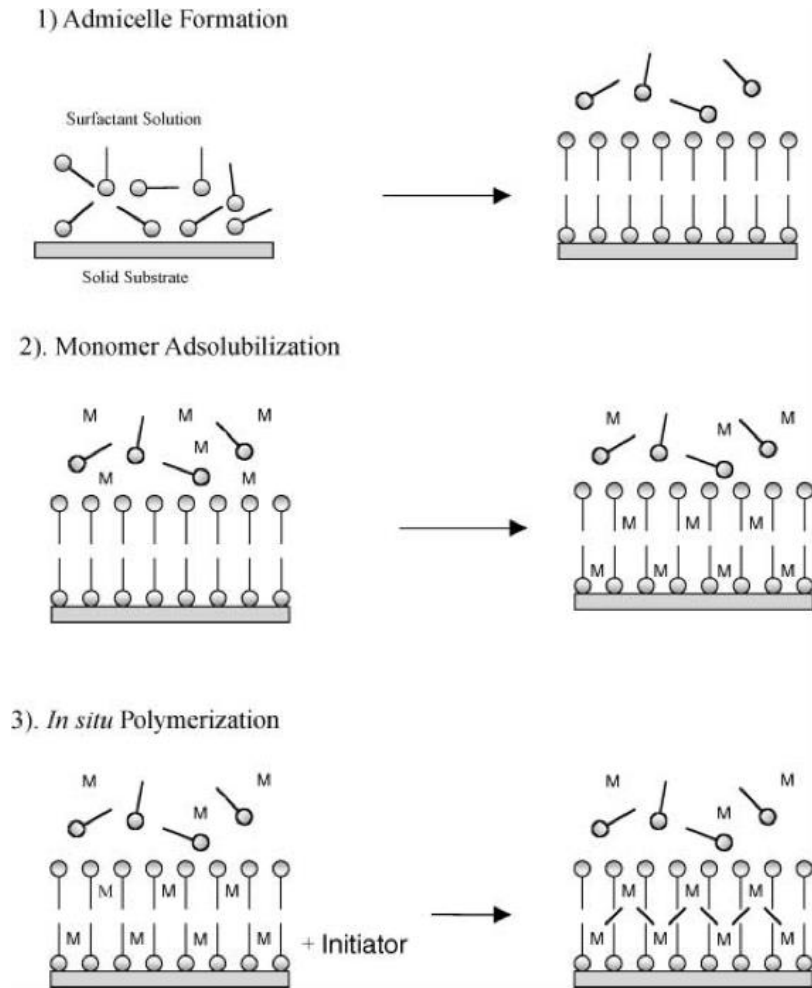 1) Admicelle Formation
Surfactant Solution
Solid Substrate
2). Monomer Adsolubilization
M M M
M
M M
M M
M
M M M
M M M M
3). In situ Polymerization
M M
M
M M M
M M M M
+ Initiator
M M
M
M M M
M M M M